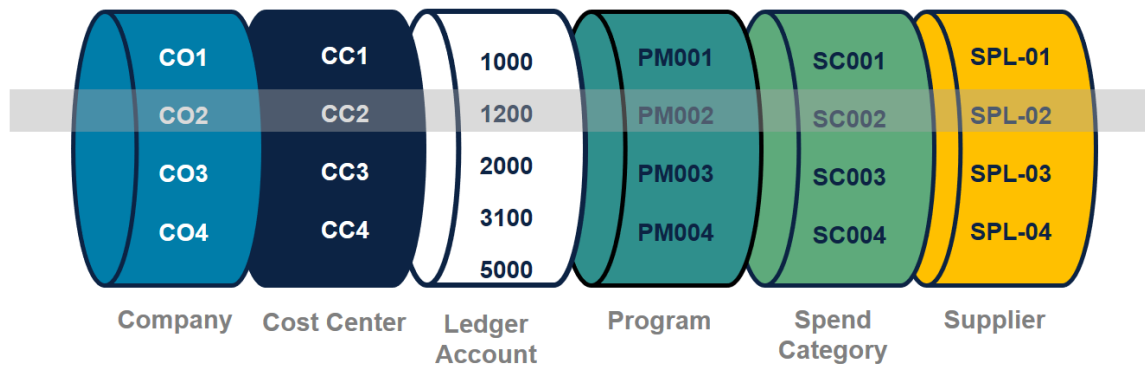 CO1
CO2
CO3
CO4
CC1
CC2
CC3
CC4
1000
1200
2000
3100
5000
PM001
PM002
PM003
PM004
SC001
SC002
SC003
SC004
SPL-01
SPL-02
SPL-03
SPL-04
Company
Cost Center
Ledger
Account
Program
Spend
Category
Supplier